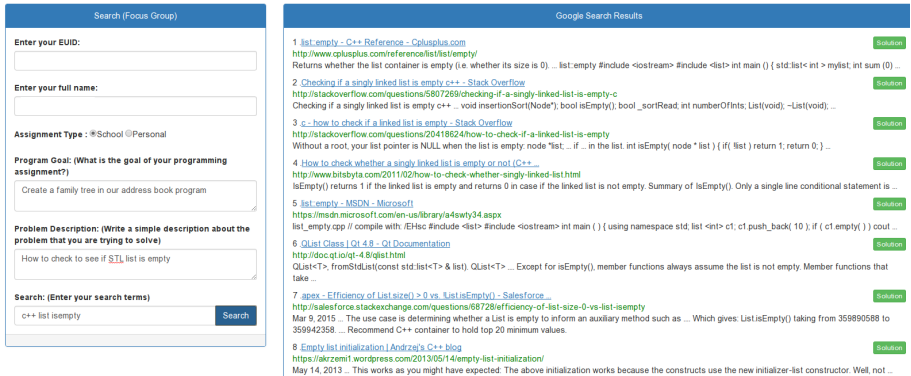 Search (Focus Group)
Enter your EUID:
Enter your full name:
Assignment Type : School Personal
Program Goal: (What is the goal of your programming
assignment?)
Create a family tree in our address book program
Problem Description: (Write a simple description about the
problem that you are trying to solve)
How to check to see if STL list is empty
Search: (Enter your search terms)
c++ list isempty
Search
Google Search Results
1 .list::empty - C++ Reference - Cplusplus.com
Solution
http://www.cplusplus.com/reference/list/list/empty/
Returns whether the list container is empty (i.e. whether its size is 0). ... list::empty #include <iostream> #include <list> int main () { std::list< int > mylist; int sum (0) ...
2 .Checking if a singly linked list is empty c++ - Stack Overflow
Solution
http://stackoverflow.com/questions/5807269/checking-if-a-singly-linked-list-is-empty-c
Checking if a singly linked list is empty c++ ... void insertionSort(Node*); bool isEmpty(); bool _sortRead; int numberOfInts; List(void); ~List(void); ...
3 .c - how to check if a linked list is empty - Stack Overflow
Solution
http://stackoverflow.com/questions/20418624/how-to-check-if-a-linked-list-is-empty
Without a root, your list pointer is NULL when the list is empty: node *list; ... if ... in the list. int isEmpty( node * list ) { if( !list ) return 1; return 0; } ...
4 .How to check whether a singly linked list is empty or not (C++ ...
Solution
http://www.bitsbyta.com/2011/02/how-to-check-whether-singly-linked-list.html
IsEmpty() returns 1 if the linked list is empty and returns 0 in case if the linked list is not empty. Summary of IsEmpty(). Only a single line conditional statement is ...
5 .list::empty - MSDN - Microsoft
Solution
https://msdn.microsoft.com/en-us/library/a4swty34.aspx
list_empty.cpp // compile with: /EHsc #include <list> #include <iostream> int main ( ) { using namespace std; list <int> c1; c1.push_back( 10 ); if ( c1.empty( ) ) cout ...
6 .QList Class | Qt 4.8 - Qt Documentation
Solution
http://doc.qt.io/qt-4.8/qlist.html
QList<T>, fromStdList(const std::list<T> & list). QList<T> ... Except for isEmpty(), member functions always assume the list is not empty. Member functions that
take ...
7 .apex - Efficiency of List.size() > 0 vs. !List.isEmpty() - Salesforce ...
Solution
http://salesforce.stackexchange.com/questions/68728/efficiency-of-list-size-0-vs-list-isempty
Mar 9, 2015 ... The use case is determining whether a List is empty to inform an auxiliary method such as ... Which gives: List.isEmpty() taking from 359890588 to
359942358. ... Recommend C++ container to hold top 20 minimum values.
8 .Empty list initialization | Andrzej's C++ blog
Solution
https://akrzemi1.wordpress.com/2013/05/14/empty-list-initialization/
May 14, 2013 ... This works as you might have expected: The above initialization works because the constructs use the new initializer-list constructor. Well, not ...